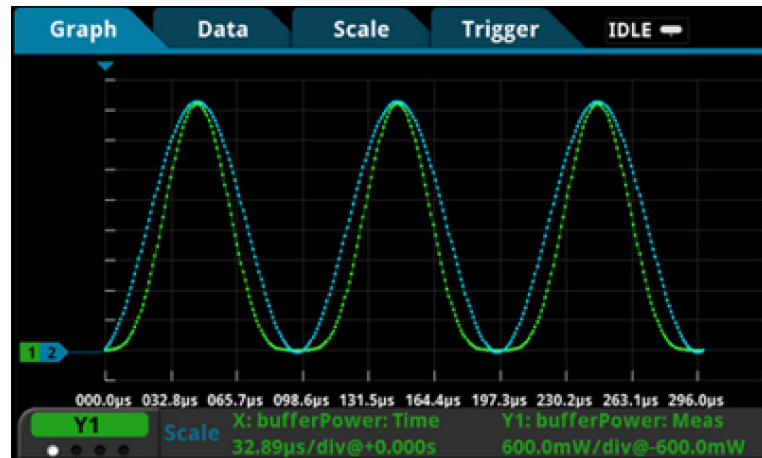 Graph Data Scale Trigger IDLE
1 2
000.0µs 032.8µs 065.7µs 098.6µs 131.5µs 164.4µs 197.3µs 230.2µs 263.1µs 296.0µs
Y1 Scale X: bufferPower: Time Y1: bufferPower: Meas
32.89µs/div@+0.000s 600.0mW/div@-600.0mW